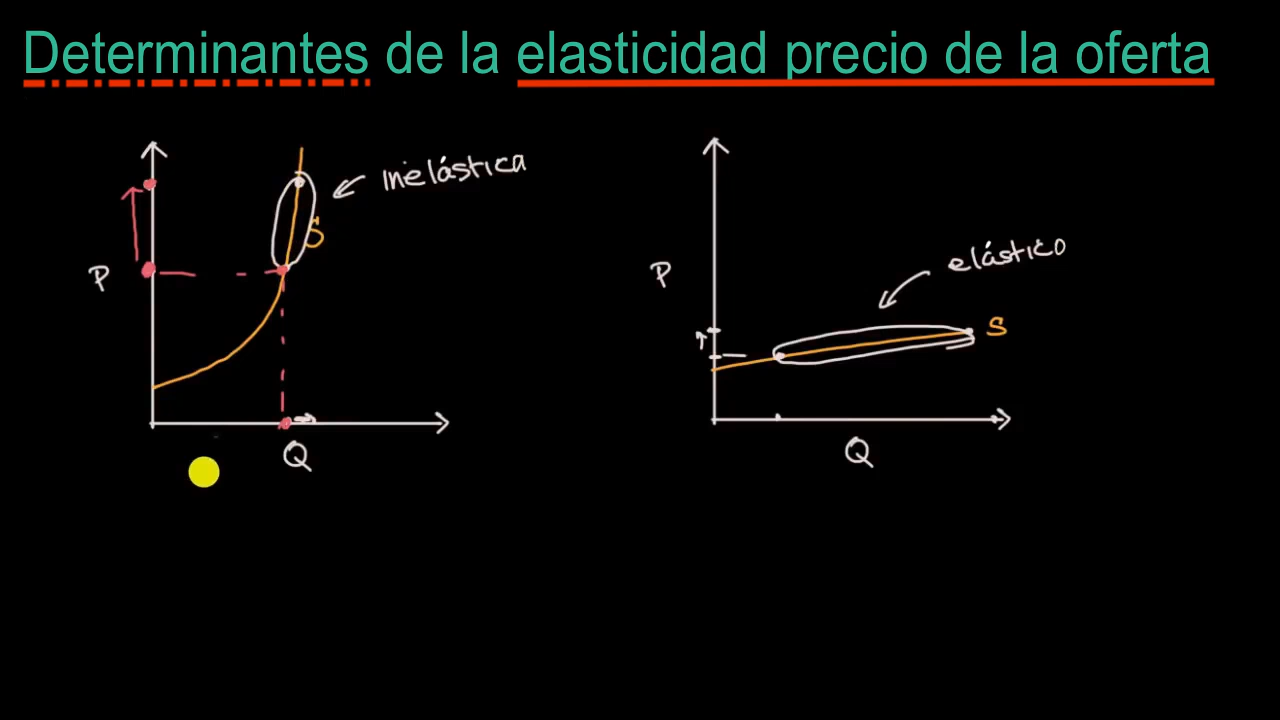 Determinantes de la elasticidad precio de la oferta
inelástica
S
P
Q
elástico
P
S
Q